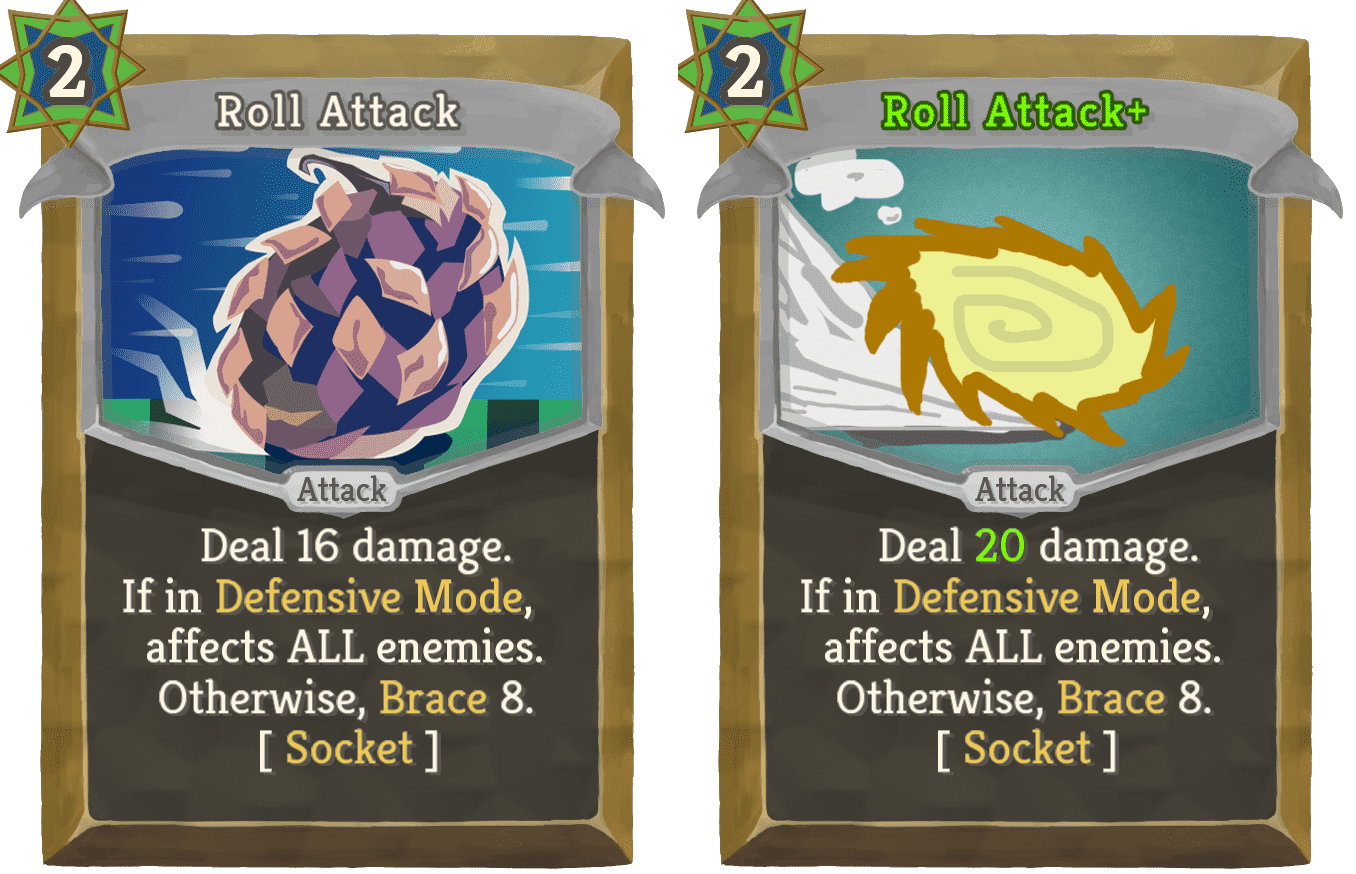 2
Roll Attack
Attack
Deal 16 damage.
If in Defensive Mode,
affects ALL enemies.
Otherwise, Brace 8.
[ Socket ]
2
Roll Attack+
Attack
Deal 20 damage.
If in Defensive Mode,
affects ALL enemies.
Otherwise, Brace 8.
[ Socket ]